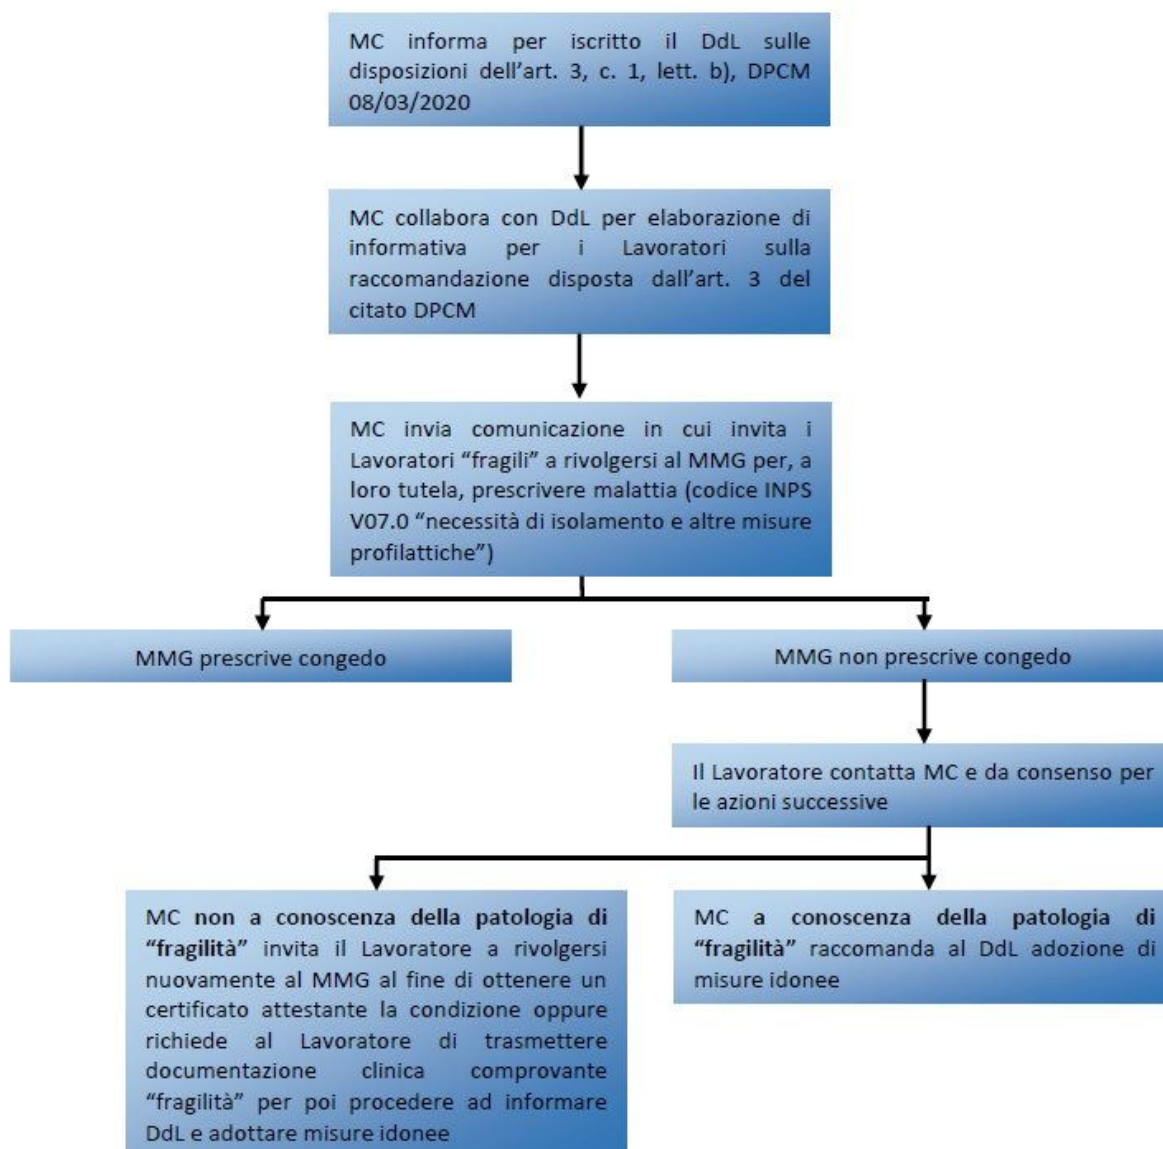 MC informa per iscritto il DdL sulle
disposizioni dell’art. 3, c. 1, lett. b), DPCM
08/03/2020
MC collabora con DdL per elaborazione di
informativa per i Lavoratori sulla
raccomandazione disposta dall’art. 3 del
citato DPCM
MC invia comunicazione in cui invita i
Lavoratori “fragili” a rivolgersi al MMG per, a
loro tutela, prescrivere malattia (codice INPS
V07.0 “necessità di isolamento e altre misure
profilattiche”)
MMG prescrive congedo
MMG non prescrive congedo
Il Lavoratore contatta MC e da consenso per
le azioni successive
MC non a conoscenza della patologia di
“fragilità” invita il Lavoratore a rivolgersi
nuovamente al MMG al fine di ottenere un
certificato attestante la condizione oppure
richiede al Lavoratore di trasmettere
documentazione clinica comprovante
“fragilità” per poi procedere ad informare
DdL e adottare misure idonee
MC a conoscenza della patologia di
“fragilità” raccomanda al DdL adozione di
misure idonee